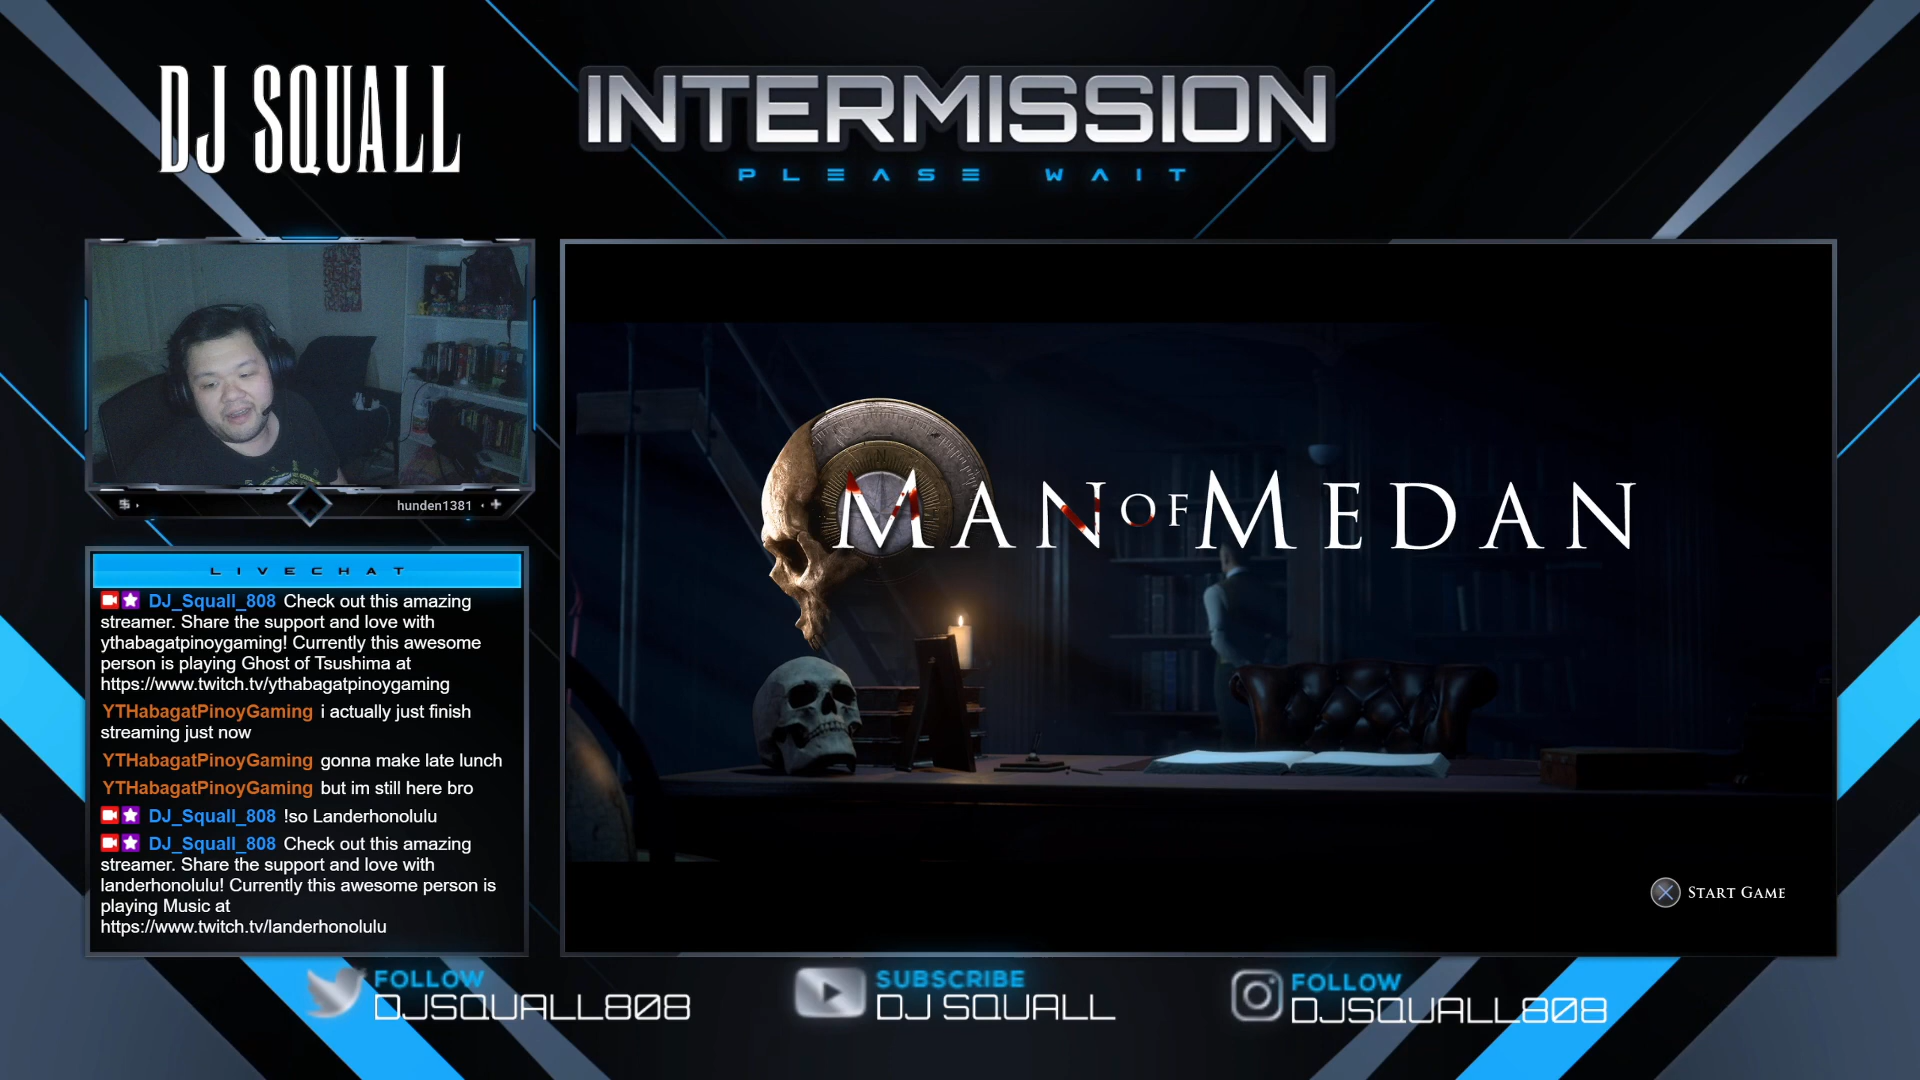 DJ SQUALL
INTERMISSION
PLEASE WAIT
hunden1381
LIVECHAT
DJ_Squall_808 Check out this amazing
streamer. Share the support and love with
ythabagatpinoygaming! Currently this awesome
person is playing Ghost of Tsushima at
https://www.twitch.tv/ythabagatpinoygaming
YTHabagatPinoyGaming i actually just finish
streaming just now
YTHabagatPinoyGaming gonna make late lunch
YTHabagatPinoyGaming but im still here bro
DJ_Squall_808 !so Landerhonolulu
DJ_Squall_808 Check out this amazing
streamer. Share the support and love with
landerhonolulu! Currently this awesome person is
playing Music at
https://www.twitch.tv/landerhonolulu
MAN OF MEDAN
START GAME
FOLLOW
DJSQUALL808
SUBSCRIBE
DJ SQUALL
FOLLOW
DJSQUALL808